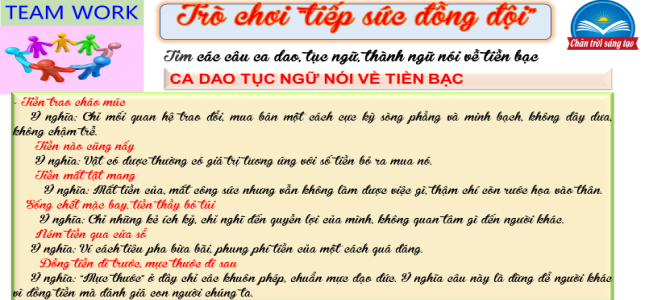 TEAM WORK
Trò chơi "tiếp sức đồng đội"
Chân trời sáng tạo
Tìm các câu ca dao, tục ngữ, thành ngữ nói về tiền bạc
CA DAO TỤC NGỮ NÓI VỀ TIỀN BẠC
- Tiền trao cháo múc
Ý nghĩa: Chỉ mối quan hệ trao đổi, mua bán một cách cực kỳ sòng phẳng và minh bạch, không dây dưa,
không chậm trễ.
Tiền nào cũng nấy
Ý nghĩa: Vật có được thường có giá trị tương ứng với số tiền bỏ ra mua nó.
Tiền mất tật mang
Ý nghĩa: Mất tiền của, mất công sức nhưng vẫn không làm được việc gì, thậm chí còn rước họa vào thân.
Sống chết mặc bay, tiền thầy bỏ túi
Ý nghĩa: Chỉ những kẻ ích kỷ, chỉ nghĩ đến quyền lợi của mình, không quan tâm gì đến người khác.
Ném tiền qua cửa sổ
Ý nghĩa: Ví cách tiêu pha bừa bãi, phung phí tiền của một cách quá đáng.
Đồng tiền đi trước, mực thước đi sau
Ý nghĩa: "Mực thước" ở đây chỉ các khuôn phép, chuẩn mực đạo đức. Ý nghĩa câu này là đừng để người khác
vì đồng tiền mà đánh giá con người chúng ta.